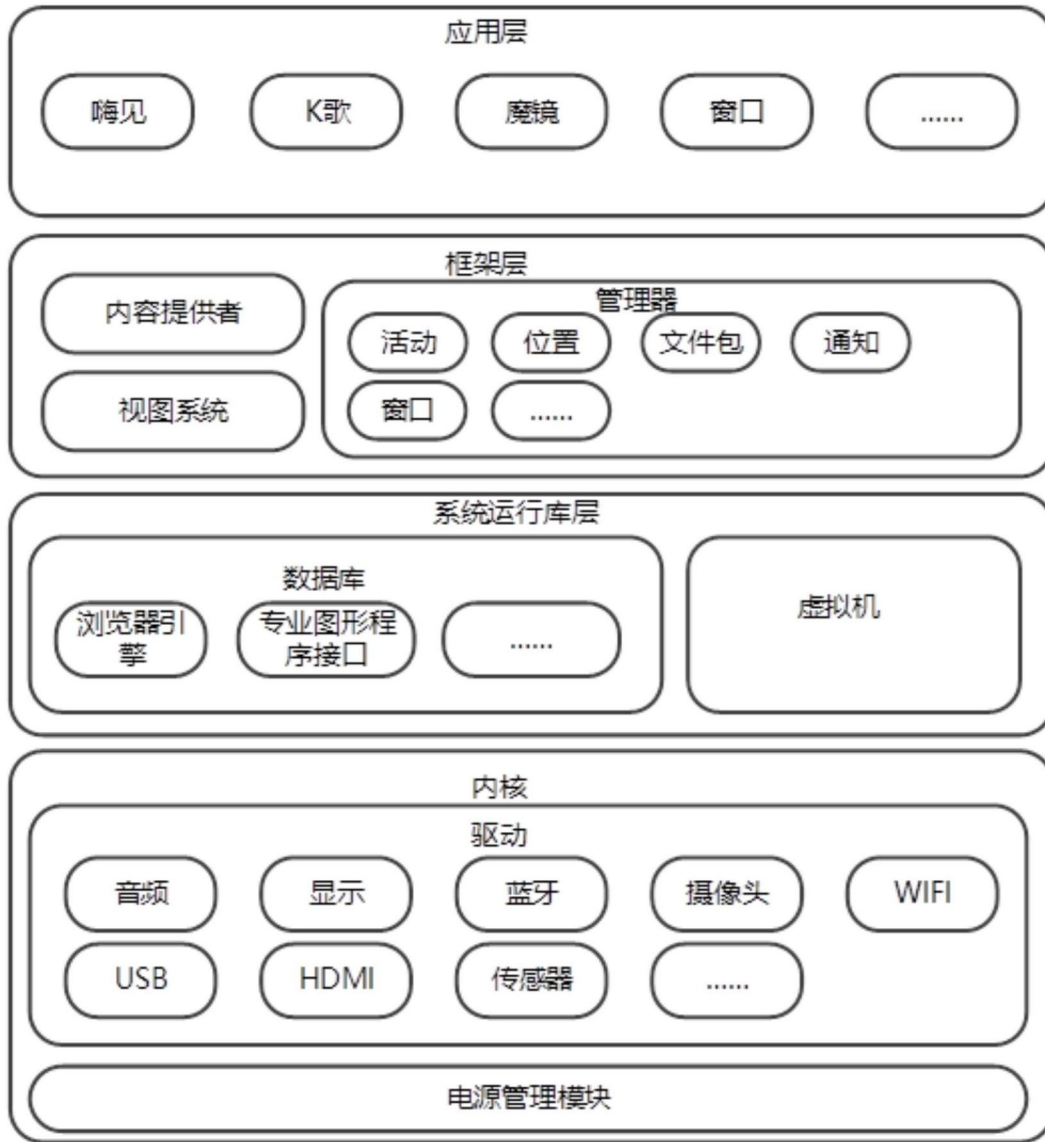 应用层
嗨见
K歌
魔镜
窗口
......
框架层
内容提供者
视图系统
管理器
活动
位置
文件包
通知
窗口
......
系统运行库层
数据库
浏览器引
擎
专业图形程
序接口
......
虚拟机
内核
驱动
音频
显示
蓝牙
摄像头
WIFI
USB
HDMI
传感器
......
电源管理模块